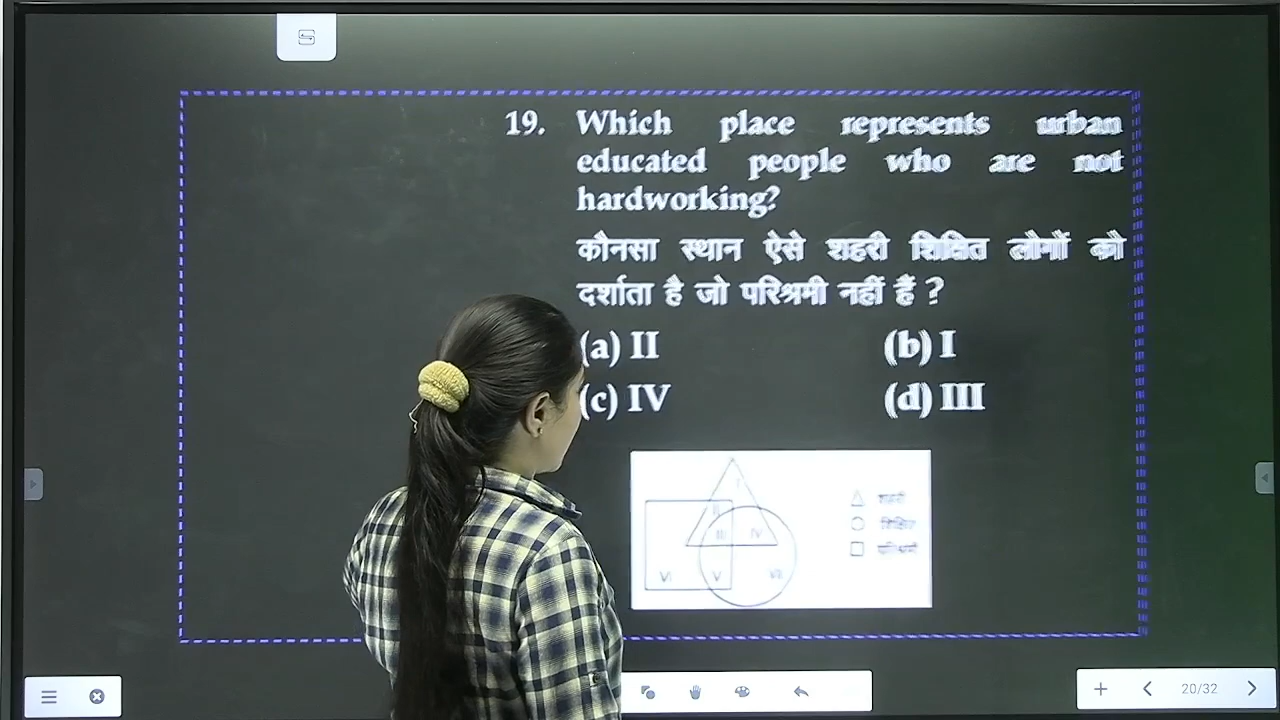 19. Which place represents urban
educated people who are not
hardworking?
कौनसा स्थान ऐसे शहरी शिक्षित लोगों को
दर्शाता है जो परिश्रमी नहीं हैं ?
(a) II (b) I
(c) IV (d) III
I
II
III IV
VI V VII
20/32